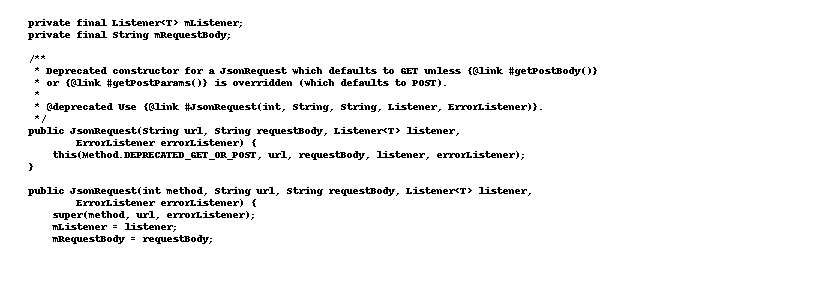 private final Listener<T> mListener;
private final String mRequestBody;
/**
* Deprecated constructor for a JsonRequest which defaults to GET unless {@link #getPostBody()}
* or {@link #getPostParams()} is overridden (which defaults to POST).
*
* @deprecated Use {@link #JsonRequest(int, String, String, Listener, ErrorListener)}.
*/
public JsonRequest(String url, String requestBody, Listener<T> listener,
ErrorListener errorListener) {
this(Method.DEPRECATED_GET_OR_POST, url, requestBody, listener, errorListener);
}
public JsonRequest(int method, String url, String requestBody, Listener<T> listener,
ErrorListener errorListener) {
super(method, url, errorListener);
mListener = listener;
mRequestBody = requestBody;